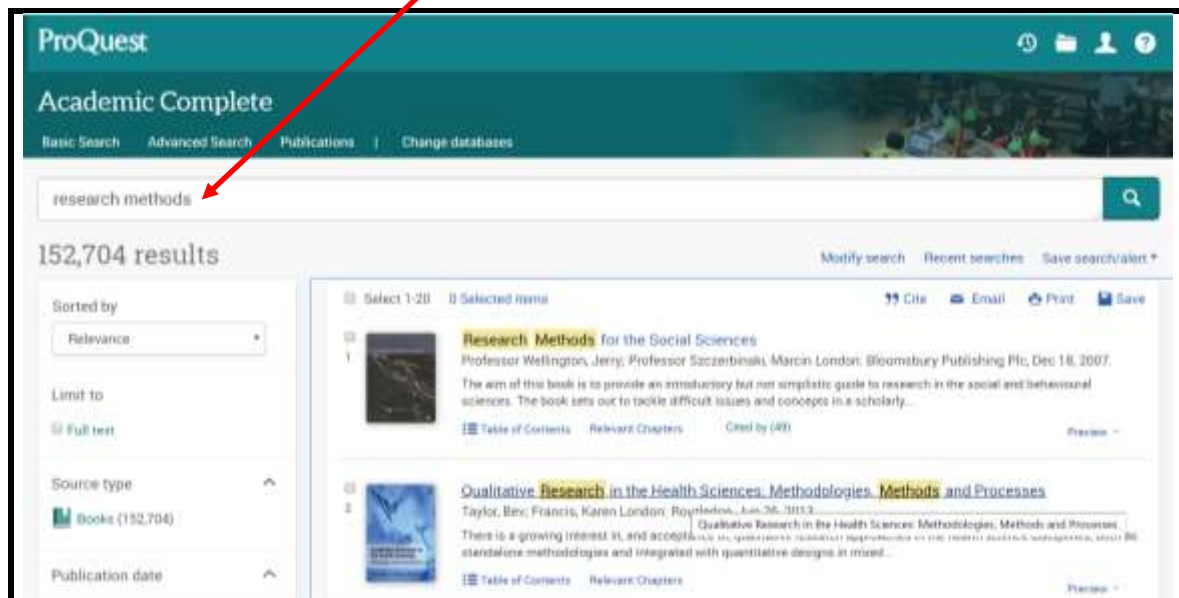 ProQuest
Academic Complete
Basic Search Advanced Search Publications | Change databases
research methods
152,704 results
Modify search Recent searches Save search/alert
Sorted by
Relevance
Limit to
Full text
Source type
Books (152,704)
Publication date
Select 1-20 0 Selected items Cite Email Print Save
1
Research Methods for the Social Sciences
Professor Wellington, Jerry; Professor Szczerbinski, Marcin London: Bloomsbury Publishing Plc, Dec 18, 2007.
The aim of this book is to provide an introductory but not simplistic guide to research in the social and behavioural
sciences. The book sets out to tackle difficult issues and concepts in a scholarly...
Table of Contents Relevant Chapters Cited by (49)
Preview
2
Qualitative Research in the Health Sciences: Methodologies, Methods and Processes
Taylor, Bev; Francis, Karen London: Routledge, Jun 26, 2013
Qualitative Research in the Health Sciences: Methodologies, Methods and Processes
There is a growing interest in, and
standalone methodologies and integrated with quantitative designs in mixed...
Table of Contents Relevant Chapters
Preview